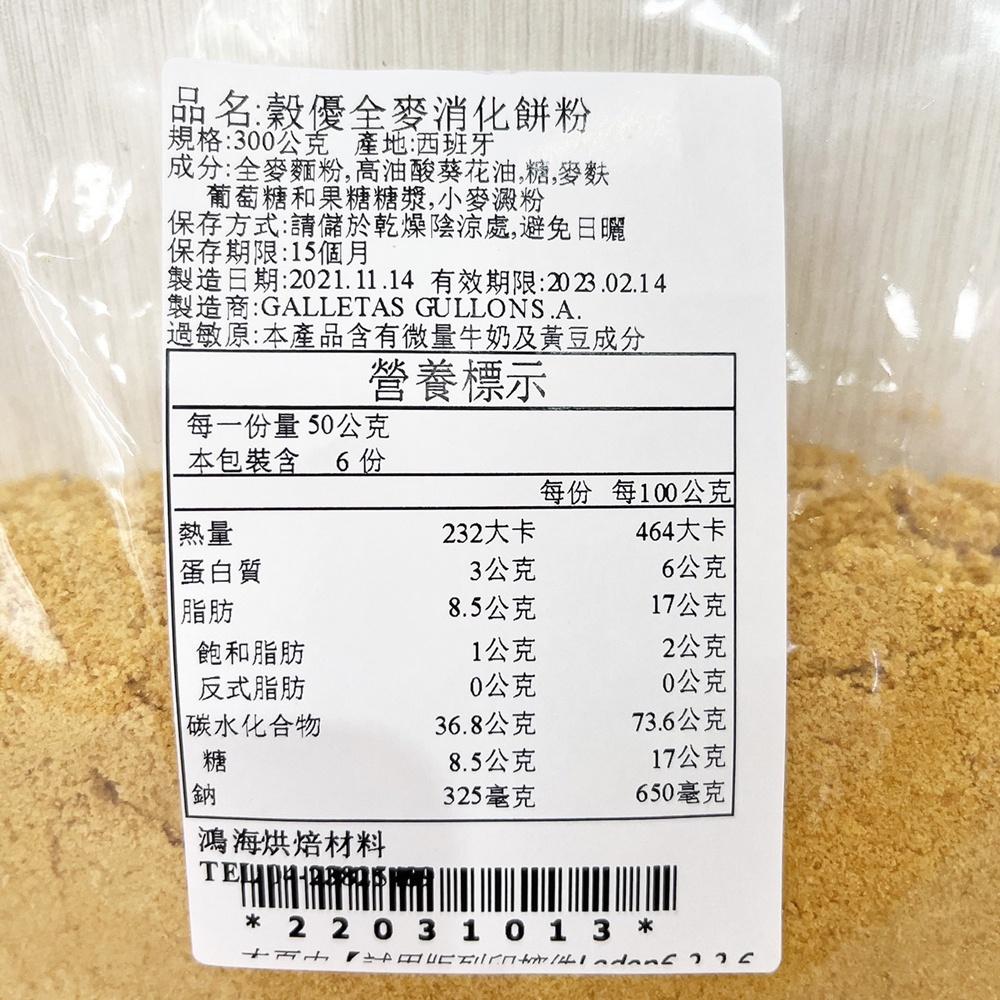 品名:穀優全麥消化餅粉
規格:300公克 產地:西班牙
成分:全麥麵粉,高油酸葵花油,糖,麥麩
葡萄糖和果糖糖漿,小麥澱粉
保存方式:請儲於乾燥陰涼處,避免日曬
保存期限:15個月
製造日期:2021.11.14 有效期限:2023.02.14
製造商:GALLETAS GULLONS.A.
過敏原:本產品含有微量牛奶及黃豆成分
營養標示
每一份量 50公克
本包裝含 6 份
每份 每100公克
熱量 232大卡 464大卡
蛋白質 3公克 6公克
脂肪 8.5公克 17公克
飽和脂肪 1公克 2公克
反式脂肪 0公克 0公克
碳水化合物 36.8公克 73.6公克
糖 8.5公克 17公克
鈉 325毫克 650毫克
鴻海烘焙材料
TEL
*22031013*